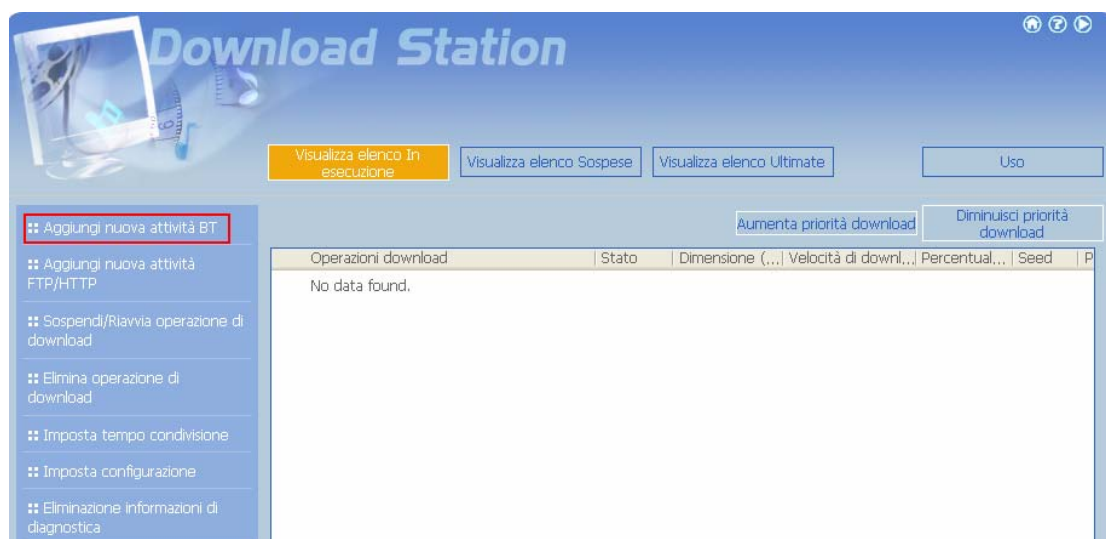 Download Station
Visualizza elenco In
esecuzione
Visualizza elenco Sospese
Visualizza elenco Ultimate
Uso
Aggiungi nuova attività BT
Aggiungi nuova attività
FTP/HTTP
Sospendi/Riavvia operazione di
download
Elimina operazione di
download
Imposta tempo condivisione
Imposta configurazione
Eliminazione informazioni di
diagnostica
Aumenta priorità download
Diminuisci priorità
download
Operazioni download Stato Dimensione (... Velocità di downl... Percentual... Seed P
No data found.